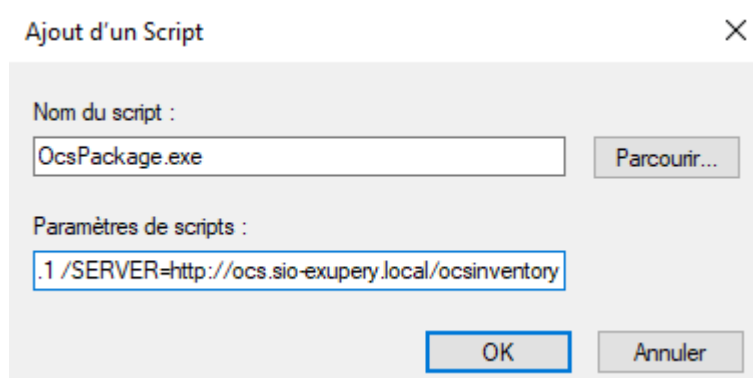 Ajout d'un Script
Nom du script :
OcsPackage.exe
Parcourir...
Paramètres de scripts :
.1 /SERVER=http://ocs.sio-exupery.local/ocsinventory
OK
Annuler